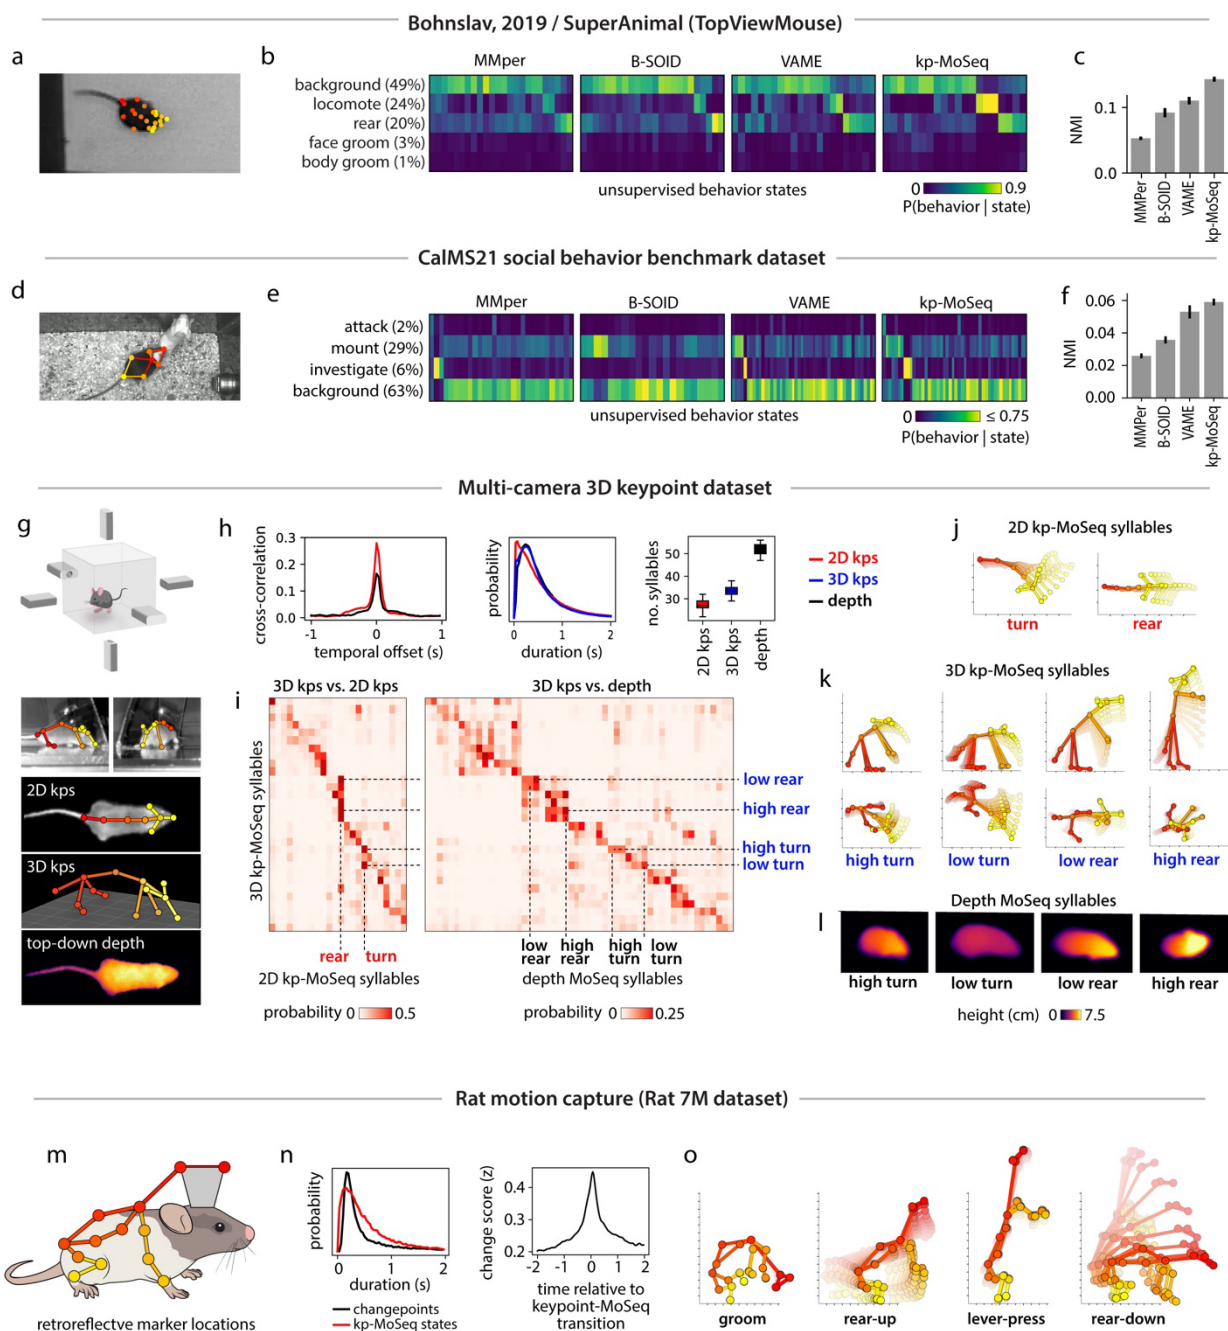 Bohnslav, 2019 / SuperAnimal (TopViewMouse)
a
b
MMper
B-SOID
VAME
kp-MoSeq
background (49%)
locomote (24%)
rear (20%)
face groom (3%)
body groom (1%)
unsupervised behavior states
0 0.9
P(behavior | state)
c
NMI
0.1
0.0
MMPer
B-SOID
VAME
kp-MoSeq
CalMS21 social behavior benchmark dataset
d
e
MMper
B-SOID
VAME
kp-MoSeq
attack (2%)
mount (29%)
investigate (6%)
background (63%)
unsupervised behavior states
0 ≤ 0.75
P(behavior | state)
f
NMI
0.06
0.04
0.02
0.00
MMPer
B-SOID
VAME
kp-MoSeq
Multi-camera 3D keypoint dataset
g
2D kps
3D kps
top-down depth
h
cross-correlation
0.3
0.2
0.1
0.0
-1 0 1
temporal offset (s)
probability
0 1 2
duration (s)
no. syllables
50
30
2D kps
3D kps
depth
2D kps
3D kps
depth
i
3D kps vs. 2D kps
3D kps vs. depth
3D kp-MoSeq syllables
low rear
high rear
high turn
low turn
rear turn
low rear
high rear
high turn
low turn
2D kp-MoSeq syllables
depth MoSeq syllables
probability 0 0.5
probability 0 0.25
j
2D kp-MoSeq syllables
turn
rear
k
3D kp-MoSeq syllables
high turn
low turn
low rear
high rear
l
Depth MoSeq syllables
high turn
low turn
low rear
high rear
height (cm) 0 7.5
Rat motion capture (Rat 7M dataset)
m
retroreflectve marker locations
n
probability
0 1 2
duration (s)
changepoints
kp-MoSeq states
change score (z)
0.4
0.3
0.2
-2 0 2
time relative to
keypoint-MoSeq
transition
o
groom
rear-up
lever-press
rear-down